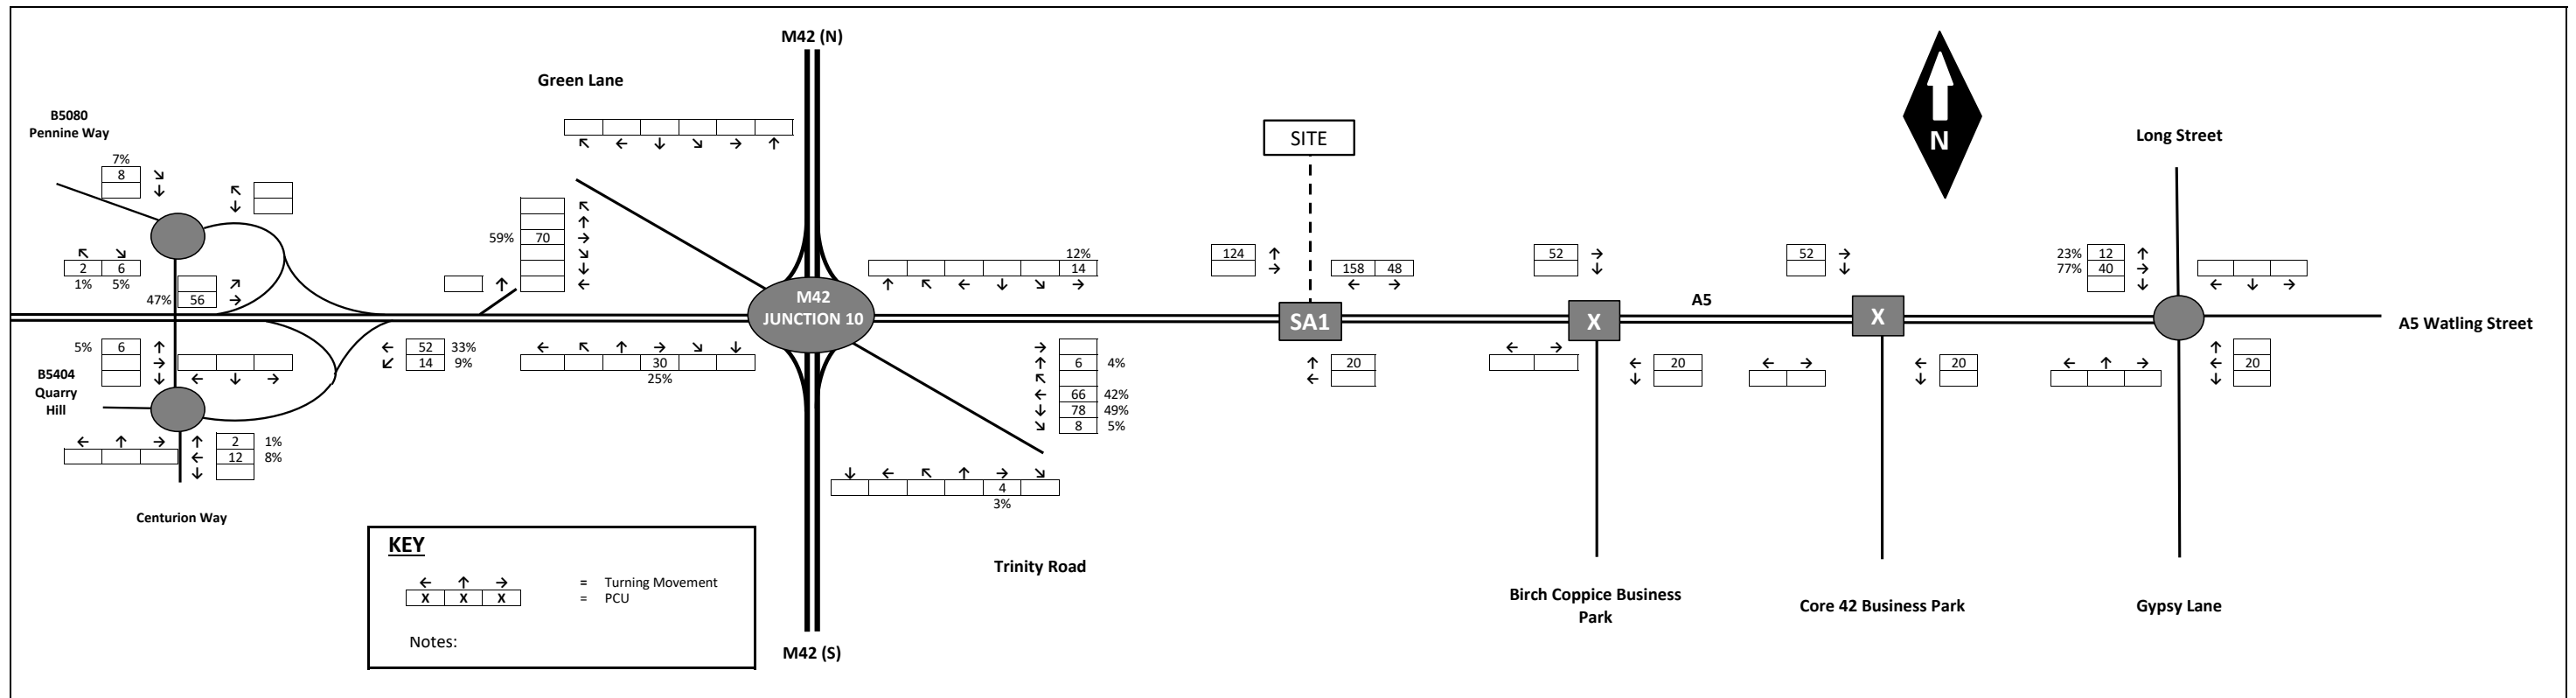 M42 (N)
Green Lane
B5080
Pennine Way
7%
8
2 6
1% 5%
47% 56
59% 70
12%
14
M42
JUNCTION 10
SITE
124
158 48
SA1
52
X
A5
52
X
N
Long Street
23% 12
77% 40
A5 Watling Street
5% 6
B5404
Quarry
Hill
52 33%
14 9%
30
25%
6 4%
66 42%
78 49%
8 5%
20
20
20
20
2 1%
12 8%
4
3%
Centurion Way
KEY
= Turning Movement
X X X = PCU
Notes:
M42 (S)
Trinity Road
Birch Coppice Business
Park
Core 42 Business Park
Gypsy Lane